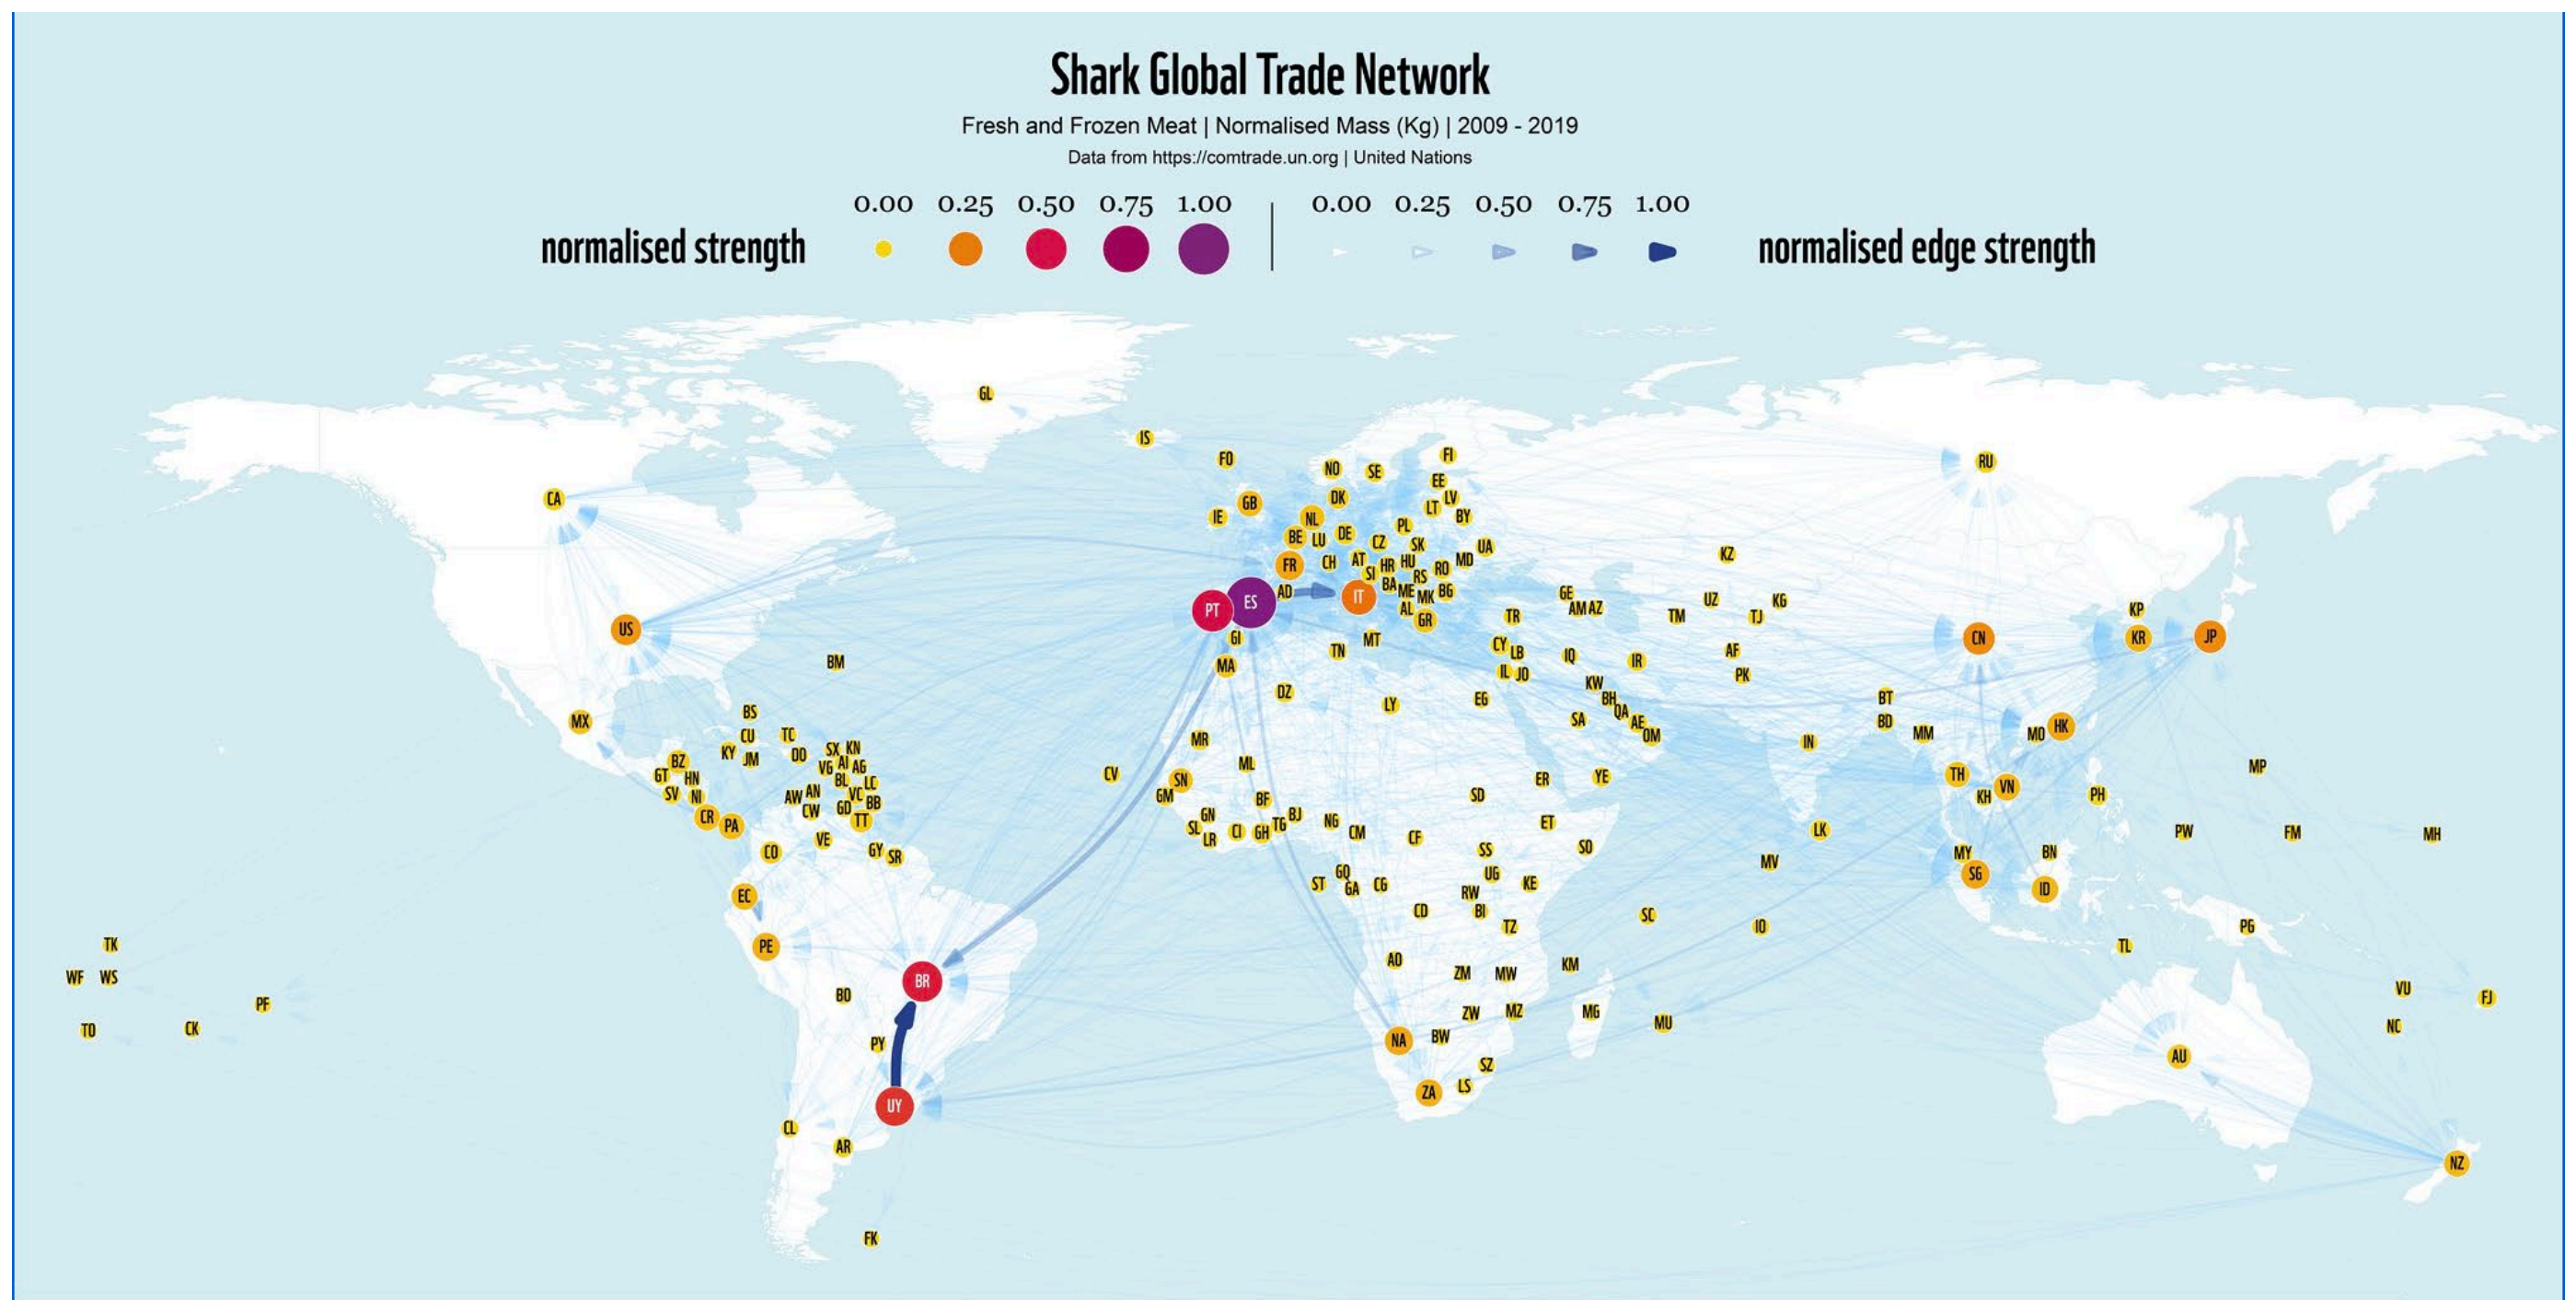 Shark Global Trade Network
Fresh and Frozen Meat | Normalised Mass (Kg) | 2009 - 2019
Data from https://comtrade.un.org | United Nations
0.00 0.25 0.50 0.75 1.00
0.00 0.25 0.50 0.75 1.00
normalised strength
normalised edge strength
GL
IS
FO
NO
SE
FI
EE
RU
CA
GB
DK
LV
LT
IE
NL
BY
PL
BE
LU
DE
CZ
SK
UA
KZ
FR
CH
AT
SI
HR
HU
RO
MD
RS
BA
ME
MK
BG
AD
IT
AL
GR
PT
ES
GE
AM
AZ
UZ
KG
TM
TJ
TR
KP
US
GI
MT
CN
KR
JP
BM
MA
TN
CY
LB
IQ
IR
AF
IL
JO
PK
DZ
LY
EG
KW
BH
QA
SA
AE
OM
BT
BD
MX
BS
CU
TC
MR
IN
MM
MO
HK
KY
JM
DO
SX
KN
BZ
VG
AI
AG
GT
HN
BL
LC
SV
NI
AW
AN
VC
CW
GD
BB
CR
PA
TT
CV
SN
ML
GM
BF
ER
YE
SD
TH
KH
VN
PH
MP
GN
BJ
SL
LR
CI
GH
TG
NG
CM
CF
ET
LK
PW
FM
MH
CO
VE
GY
SR
SS
SO
MV
MY
BN
EC
ST
GQ
GA
CG
UG
KE
RW
SG
ID
CD
BI
TZ
SC
IO
PG
TL
TK
PE
WF
WS
BR
AO
ZM
MW
KM
BO
PF
VU
FJ
TO
CK
PY
ZW
MZ
MG
MU
NC
NA
BW
AU
SZ
ZA
LS
UY
CL
AR
NZ
FK